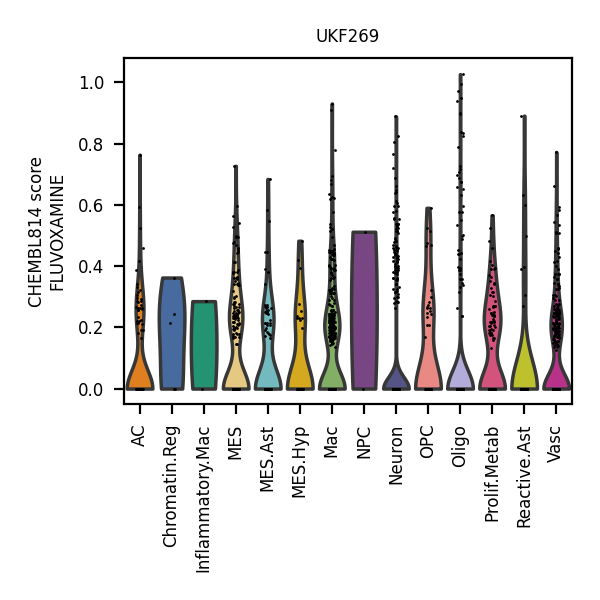 UKF269
CHEMBL814 score
FLUVOXAMINE
1.0
0.8
0.6
0.4
0.2
0.0
AC
Chromatin.Reg
Inflammatory.Mac
MES
MES.Ast
MES.Hyp
Mac
NPC
Neuron
OPC
Oligo
Prolif.Metab
Reactive.Ast
Vasc